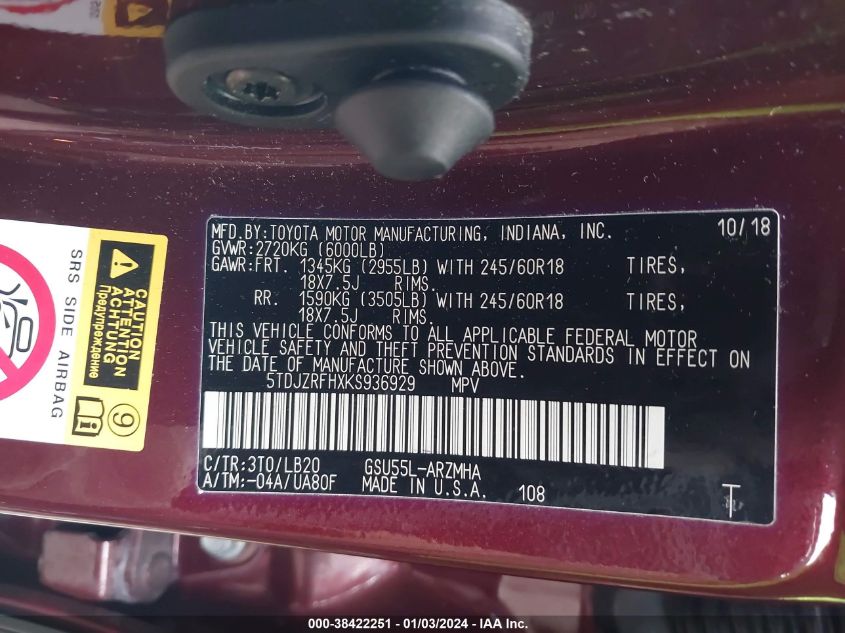 SRS SIDE AIRBAG
CAUTION
ATTENTION
ACHTUNG
Предупреждение
9
MFD.BY:TOYOTA MOTOR MANUFACTURING, INDIANA, INC. 10/18
GVWR:2720KG (6000LB)
GAWR:FRT. 1345KG (2955LB) WITH 245/60R18 TIRES,
18X7.5J RIMS.
RR. 1590KG (3505LB) WITH 245/60R18 TIRES,
18X7.5J RIMS.
THIS VEHICLE CONFORMS TO ALL APPLICABLE FEDERAL MOTOR
VEHICLE SAFETY AND THEFT PREVENTION STANDARDS IN EFFECT ON
THE DATE OF MANUFACTURE SHOWN ABOVE.
5TDJZRFHXKS936929 MPV
C/TR:3T0/LB20 GSU55L-ARZMHA
A/TM:-04A/UA80F MADE IN U.S.A. 108
T
000-38422251 - 01/03/2024 - IAA Inc.